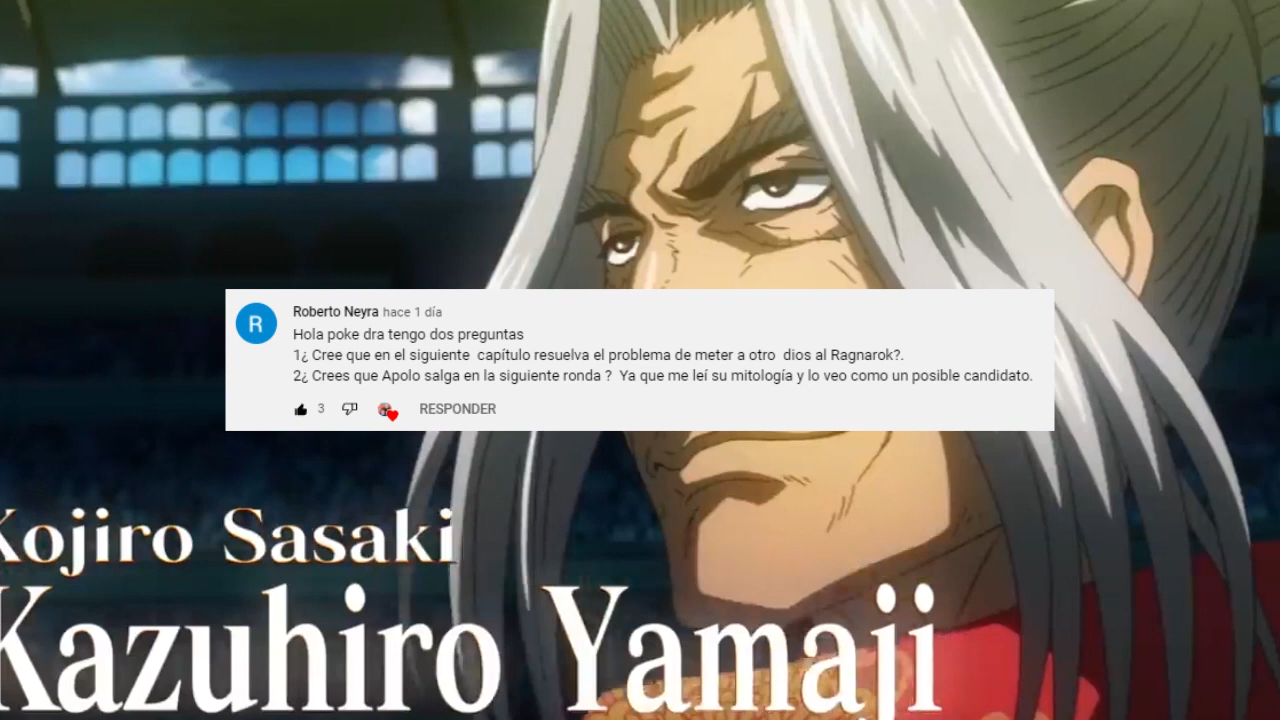 R
Roberto Neyra hace 1 día
Hola poke dra tengo dos preguntas
1¿ Cree que en el siguiente capítulo resuelva el problema de meter a otro dios al Ragnarok?.
2¿ Crees que Apolo salga en la siguiente ronda ? Ya que me leí su mitología y lo veo como un posible candidato.
3 RESPONDER
Kojiro Sasaki
Kazuhiro Yamaji